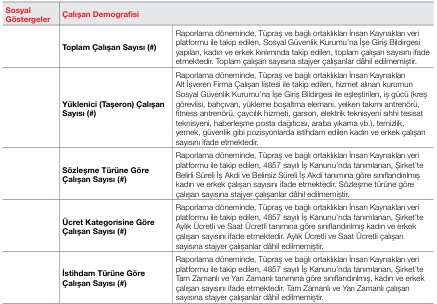 Sosyal
Göstergeler
Çalışan Demografisi
Toplam Çalışan Sayısı (#)
Raporlama döneminde, Tüpraş ve bağlı ortaklıkları İnsan Kaynakları veri
platformu ile takip edilen, Sosyal Güvenlik Kurumu'na İşe Giriş Bildirgesi
yapılan, kadın ve erkek kırılımında takip edilen, toplam çalışan sayısını ifade
etmektedir. Toplam çalışan sayısına stajyer çalışanlar dâhil edilmemiştir.
Yüklenici (Taşeron) Çalışan
Sayısı (#)
Raporlama döneminde, Tüpraş ve bağlı ortaklıkları İnsan Kaynakları
Alt İşveren Firma Çalışan listesi ile takip edilen, hizmet alınan kurumun
Sosyal Güvenlik Kurumu'na İşe Giriş Bildirgesi ile eşleştirilen, iş gücü (kreş
görevlisi, bahçıvan, yükleme boşaltma elemanı, yelken takımı antrenörü,
fitness antrenörü, çaycılık hizmeti, garson, elektrik teknisyeni sıhhi tesisat
teknisyeni, haberleşme posta dağıtıcısı, araba yıkama vb.), temizlik,
yemek, güvenlik gibi pozisyonlarda istihdam edilen kadın ve erkek çalışan
sayısını ifade etmektedir.
Sözleşme Türüne Göre
Çalışan Sayısı (#)
Raporlama döneminde, Tüpraş ve bağlı ortaklıkları İnsan Kaynakları veri
platformu ile takip edilen, 4857 sayılı İş Kanunu'nda tanımlanan, Şirket'te
Belirli Süreli İş Akdi ve Belirsiz Süreli İş Akdi tanımına göre sınıflandırılmış
kadın ve erkek çalışan sayısını ifade etmektedir. Sözleşme türüne göre
çalışan sayısına stajyer çalışanlar dâhil edilmemiştir.
Ücret Kategorisine Göre
Çalışan Sayısı (#)
Raporlama döneminde, Tüpraş ve bağlı ortaklıkları İnsan Kaynakları veri
platformu ile takip edilen, 4857 sayılı İş Kanunu'nda tanımlanan, Şirket'te
Aylık Ücretli ve Saat Ücretli tanımına göre sınıflandırılmış kadın ve erkek
çalışan sayısını ifade etmektedir. Aylık Ücretli ve Saat Ücretli çalışan
sayısına stajyer çalışanlar dâhil edilmemiştir.
İstihdam Türüne Göre
Çalışan Sayısı (#)
Raporlama döneminde, Tüpraş ve bağlı ortaklıkları İnsan Kaynakları veri
platformu ile takip edilen, 4857 sayılı İş Kanunu'nda tanımlanan, Şirket'te
Tam Zamanlı ve Yarı Zamanlı tanımına göre sınıflandırılmış, kadın ve erkek
çalışan sayısını ifade etmektedir. Tam Zamanlı ve Yarı Zamanlı çalışan
sayısına stajyer çalışanlar dâhil edilmemiştir.